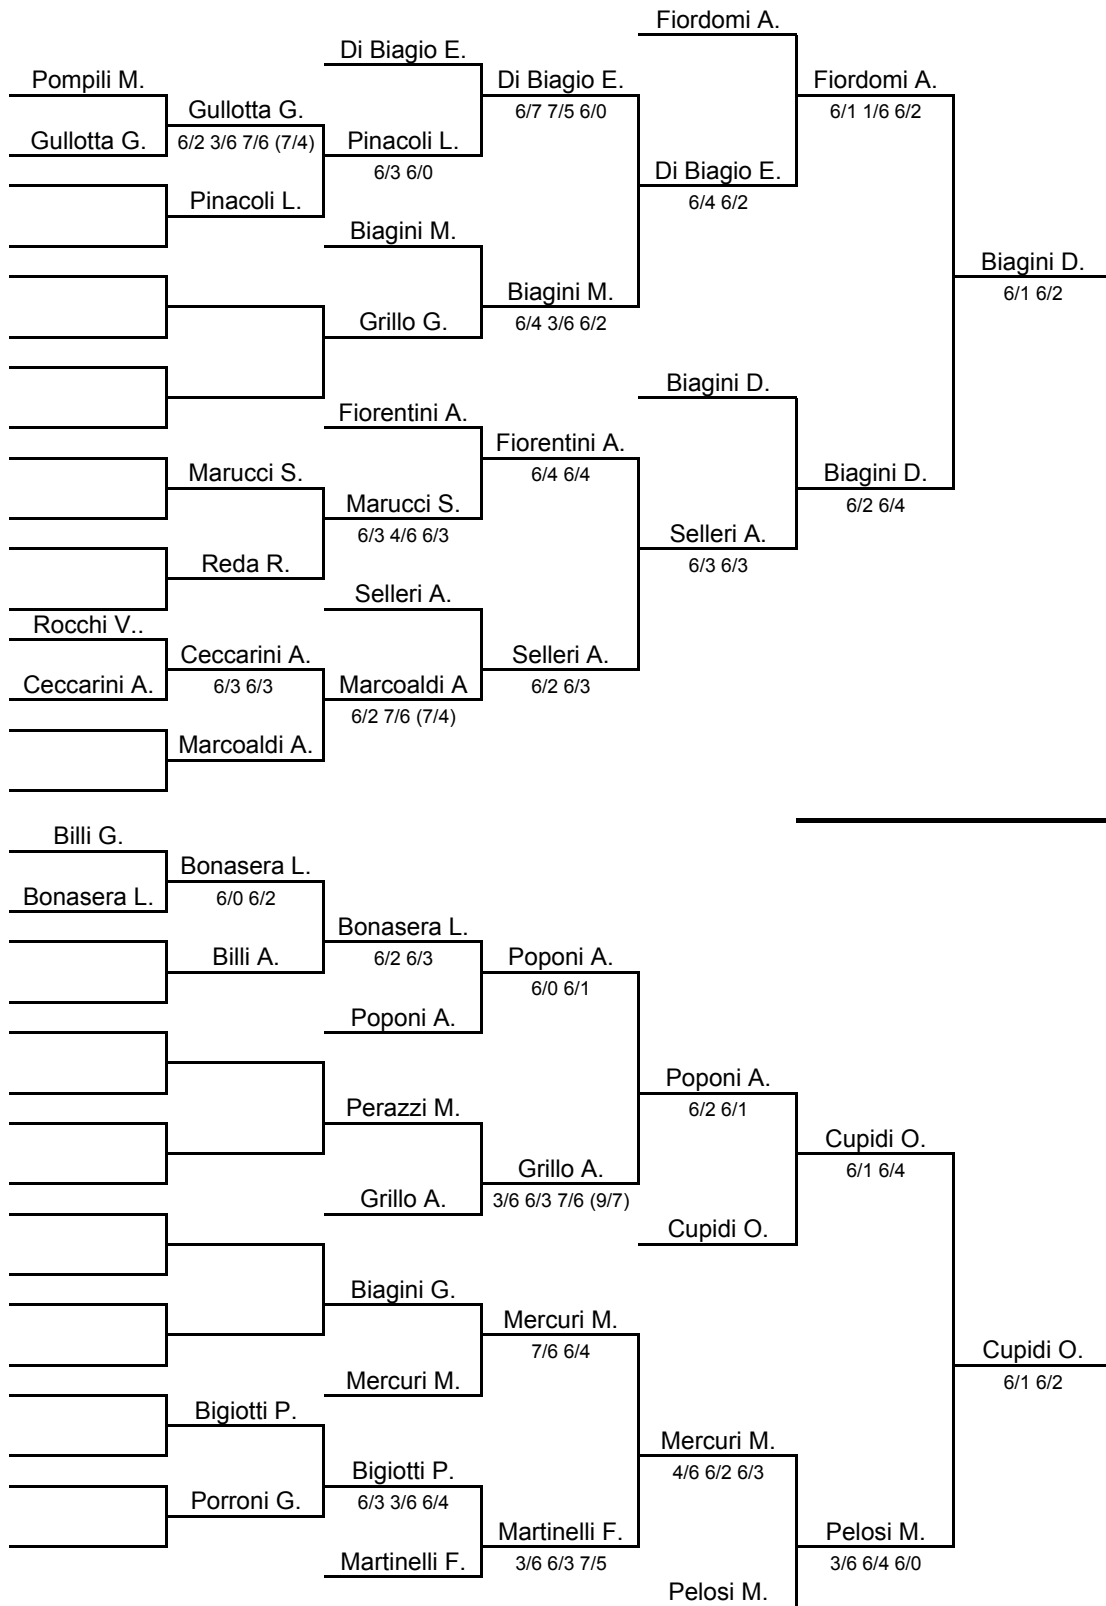 Fiordomi A.
Di Biagio E.
Pompili M.
Di Biagio E.
Fiordomi A.
Gullotta G.
6/7 7/5 6/0
6/1 1/6 6/2
Gullotta G.
6/2 3/6 7/6 (7/4)
Pinacoli L.
6/3 6/0
Di Biagio E.
Pinacoli L.
6/4 6/2
Biagini M.
Biagini D.
Biagini M.
6/1 6/2
Grillo G.
6/4 3/6 6/2
Biagini D.
Fiorentini A.
Fiorentini A.
Marucci S.
6/4 6/4
Biagini D.
Marucci S.
6/2 6/4
6/3 4/6 6/3
Selleri A.
Reda R.
6/3 6/3
Selleri A.
Rocchi V..
Ceccarini A.
Selleri A.
Ceccarini A.
6/3 6/3
Marcoaldi A
6/2 6/3
6/2 7/6 (7/4)
Marcoaldi A.
Billi G.
Bonasera L.
Bonasera L.
6/0 6/2
Bonasera L.
Billi A.
6/2 6/3
Poponi A.
6/0 6/1
Poponi A.
Poponi A.
Perazzi M.
6/2 6/1
Cupidi O.
Grillo A.
6/1 6/4
Grillo A.
3/6 6/3 7/6 (9/7)
Cupidi O.
Biagini G.
Mercuri M.
7/6 6/4
Cupidi O.
Mercuri M.
6/1 6/2
Bigiotti P.
Mercuri M.
Bigiotti P.
4/6 6/2 6/3
Porroni G.
6/3 3/6 6/4
Martinelli F.
Pelosi M.
Martinelli F.
3/6 6/3 7/5
3/6 6/4 6/0
Pelosi M.